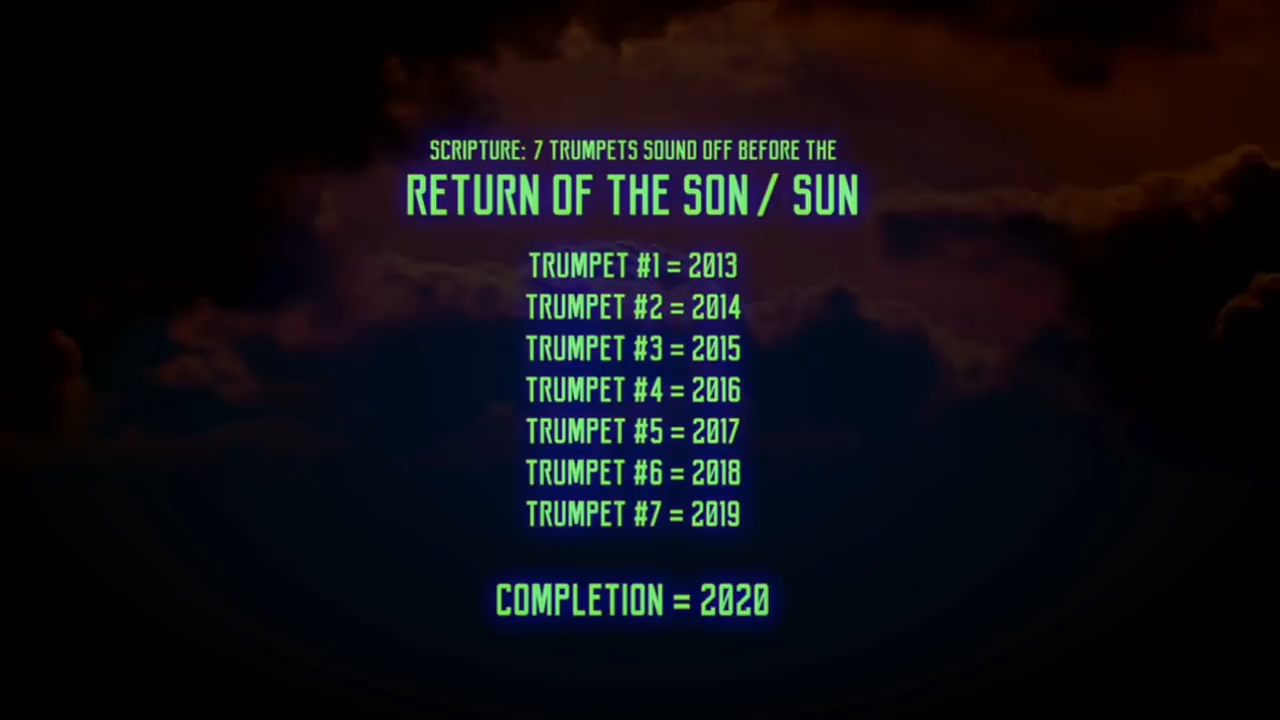 SCRIPTURE: 7 TRUMPETS SOUND OFF BEFORE THE
RETURN OF THE SON / SUN
TRUMPET #1 = 2013
TRUMPET #2 = 2014
TRUMPET #3 = 2015
TRUMPET #4 = 2016
TRUMPET #5 = 2017
TRUMPET #6 = 2018
TRUMPET #7 = 2019
COMPLETION = 2020